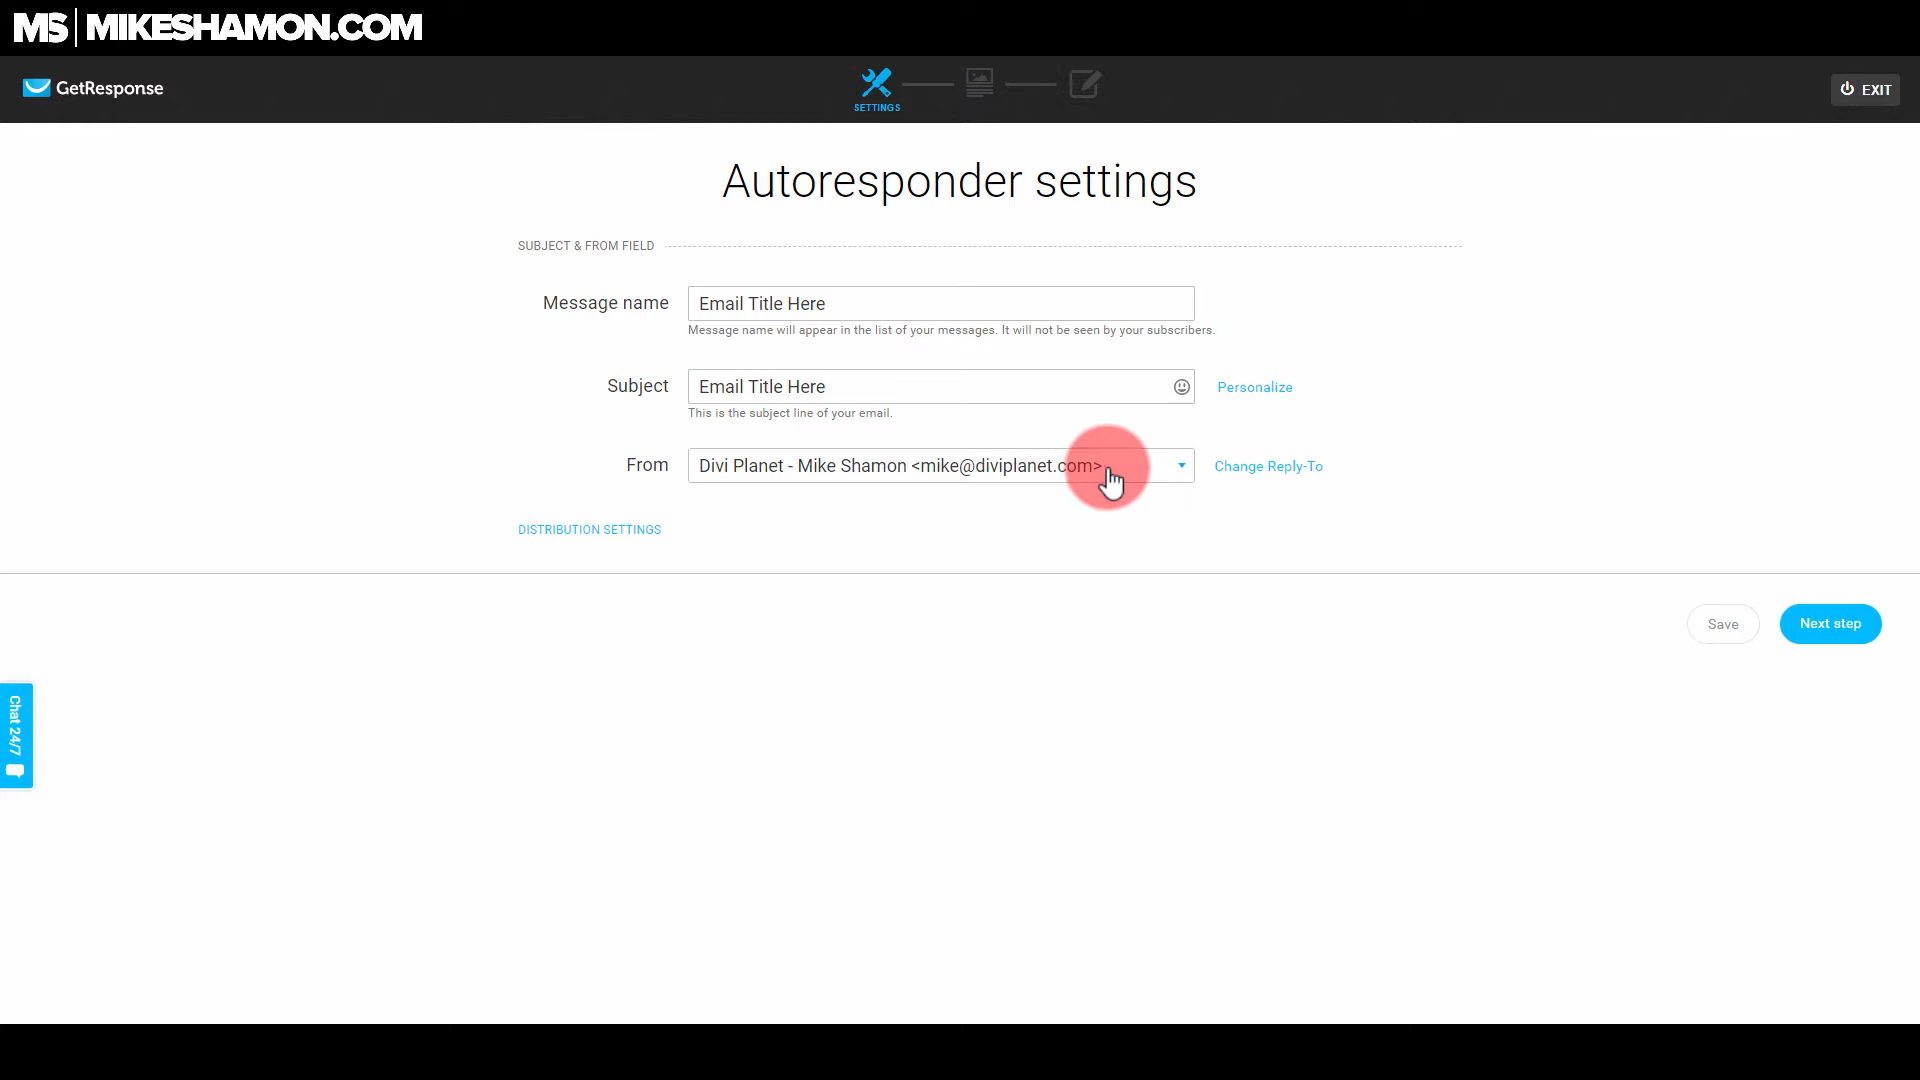 MS | MIKESHAMON.COM
GetResponse
SETTINGS
EXIT
Autoresponder settings
SUBJECT & FROM FIELD
Message name
Email Title Here
Message name will appear in the list of your messages. It will not be seen by your subscribers.
Subject
Email Title Here
Personalize
This is the subject line of your email.
From
Divi Planet - Mike Shamon <mike@diviplanet.com>
Change Reply-To
DISTRIBUTION SETTINGS
Save
Next step
Chat 24/7